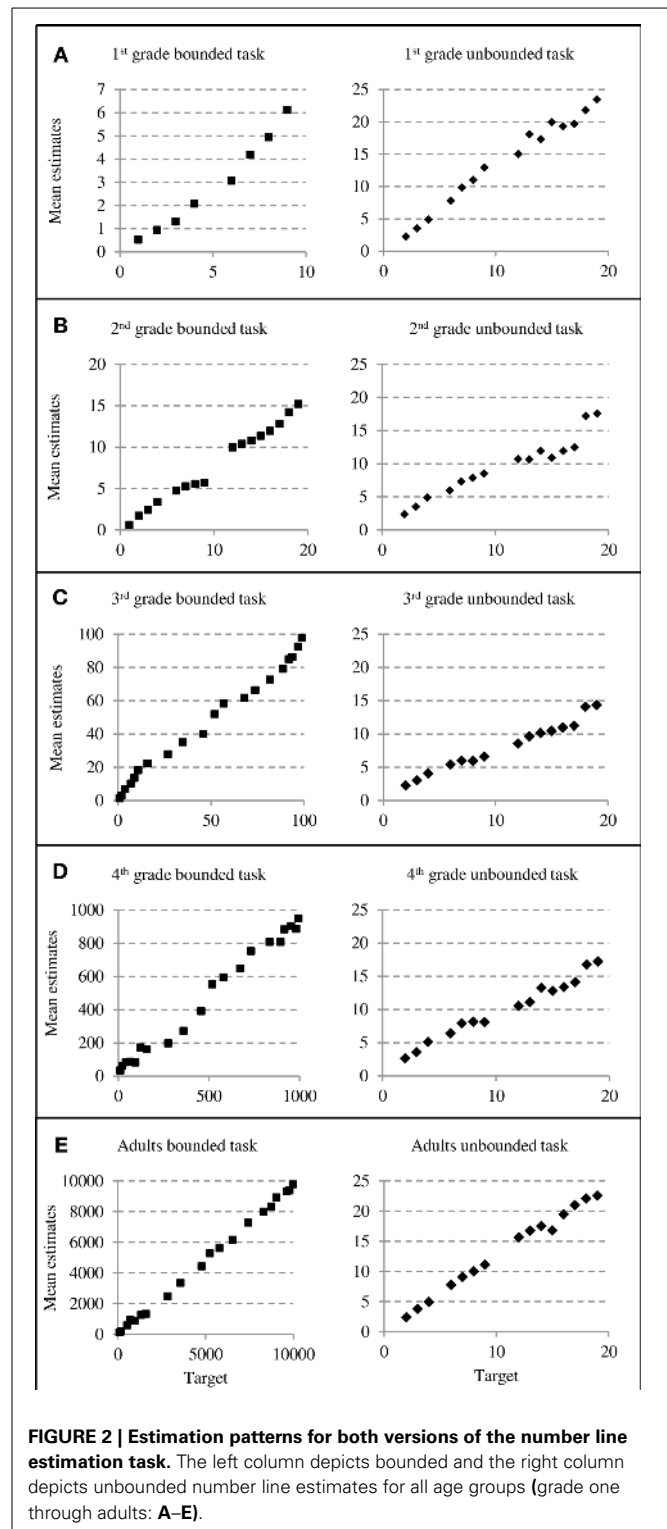 A
1st grade bounded task
1st grade unbounded task
Mean estimates
7
6
5
4
3
2
1
0
0 5 10
25
20
15
10
5
0
0 10 20
B
2nd grade bounded task
2nd grade unbounded task
Mean estimates
20
15
10
5
0
0 10 20
25
20
15
10
5
0
0 10 20
C
3rd grade bounded task
3rd grade unbounded task
Mean estimates
100
80
60
40
20
0
0 50 100
25
20
15
10
5
0
0 10 20
D
4th grade bounded task
4th grade unbounded task
Mean estimates
1000
800
600
400
200
0
0 500 1000
25
20
15
10
5
0
0 10 20
E
Adults bounded task
Adults unbounded task
Mean estimates
10000
8000
6000
4000
2000
0
0 5000 10000
Target
25
20
15
10
5
0
0 10 20
Target
FIGURE 2 | Estimation patterns for both versions of the number line
estimation task. The left column depicts bounded and the right column
depicts unbounded number line estimates for all age groups (grade one
through adults: A–E).